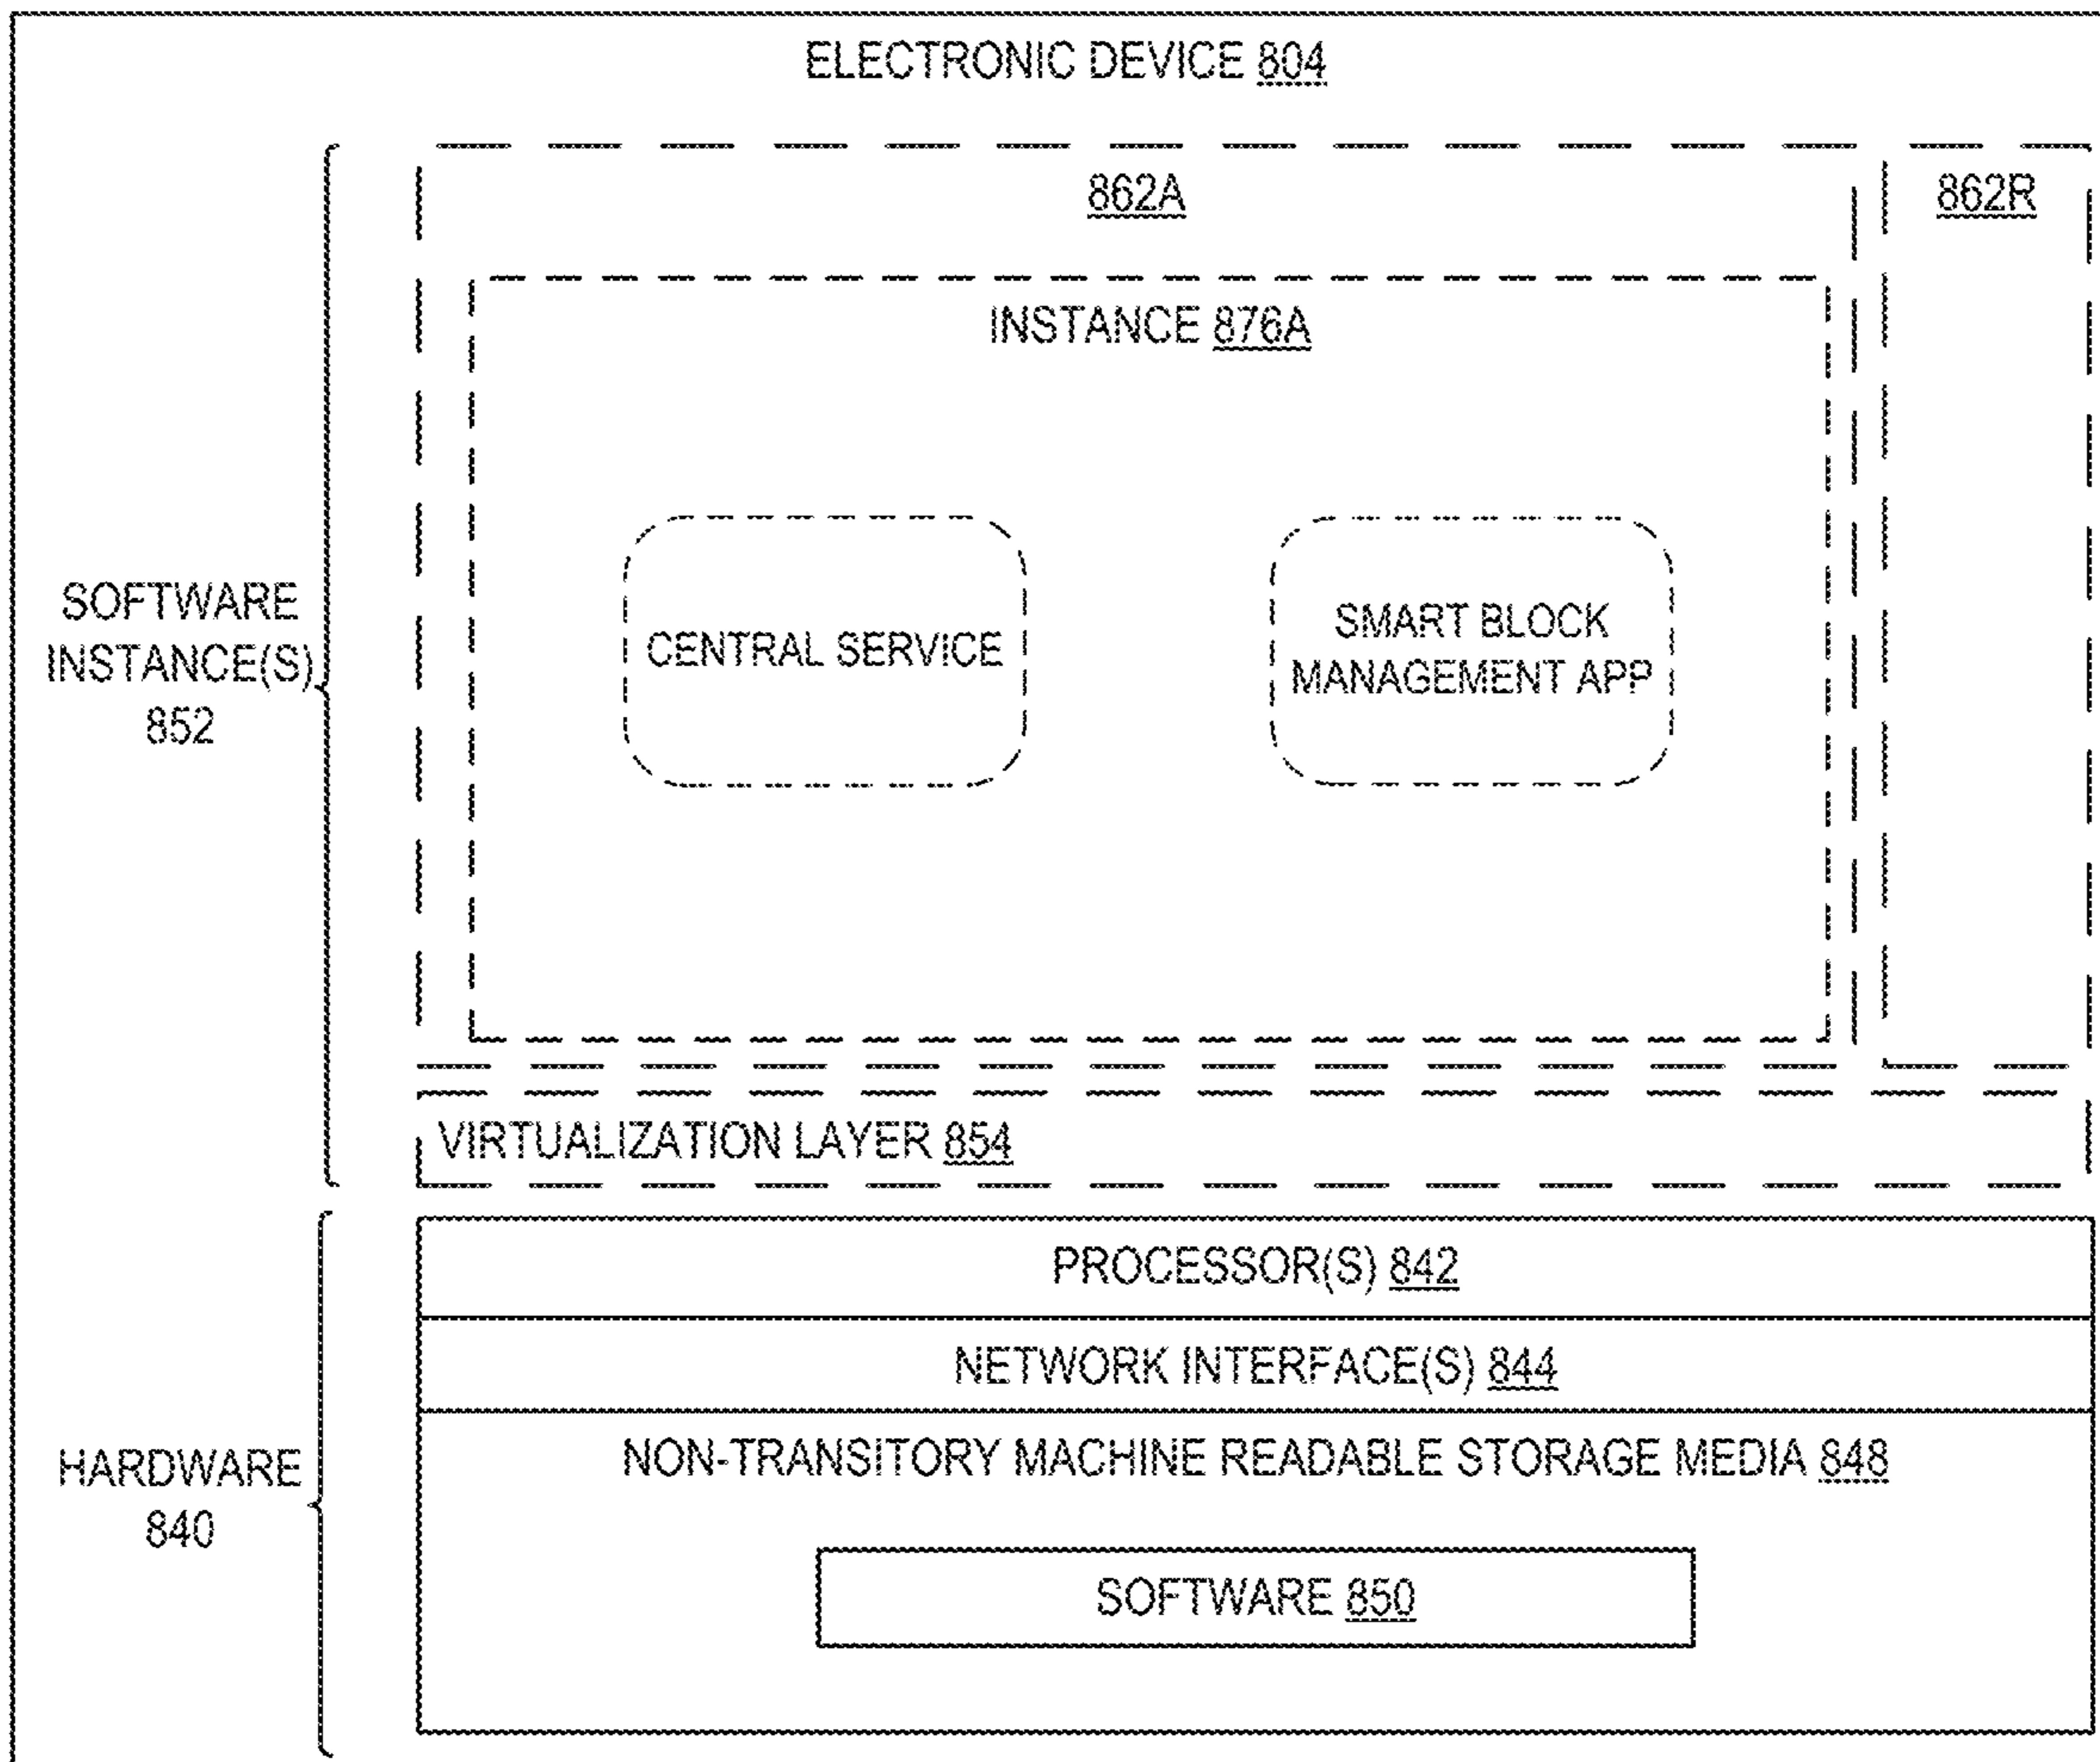 ELECTRONIC DEVICE 804
862A
862R
INSTANCE 876A
SOFTWARE
INSTANCE(S)
852
CENTRAL SERVICE
SMART BLOCK
MANAGEMENT APP
VIRTUALIZATION LAYER 854
PROCESSOR(S) 842
NETWORK INTERFACE(S) 844
HARDWARE
840
NON-TRANSITORY MACHINE READABLE STORAGE MEDIA 848
SOFTWARE 850